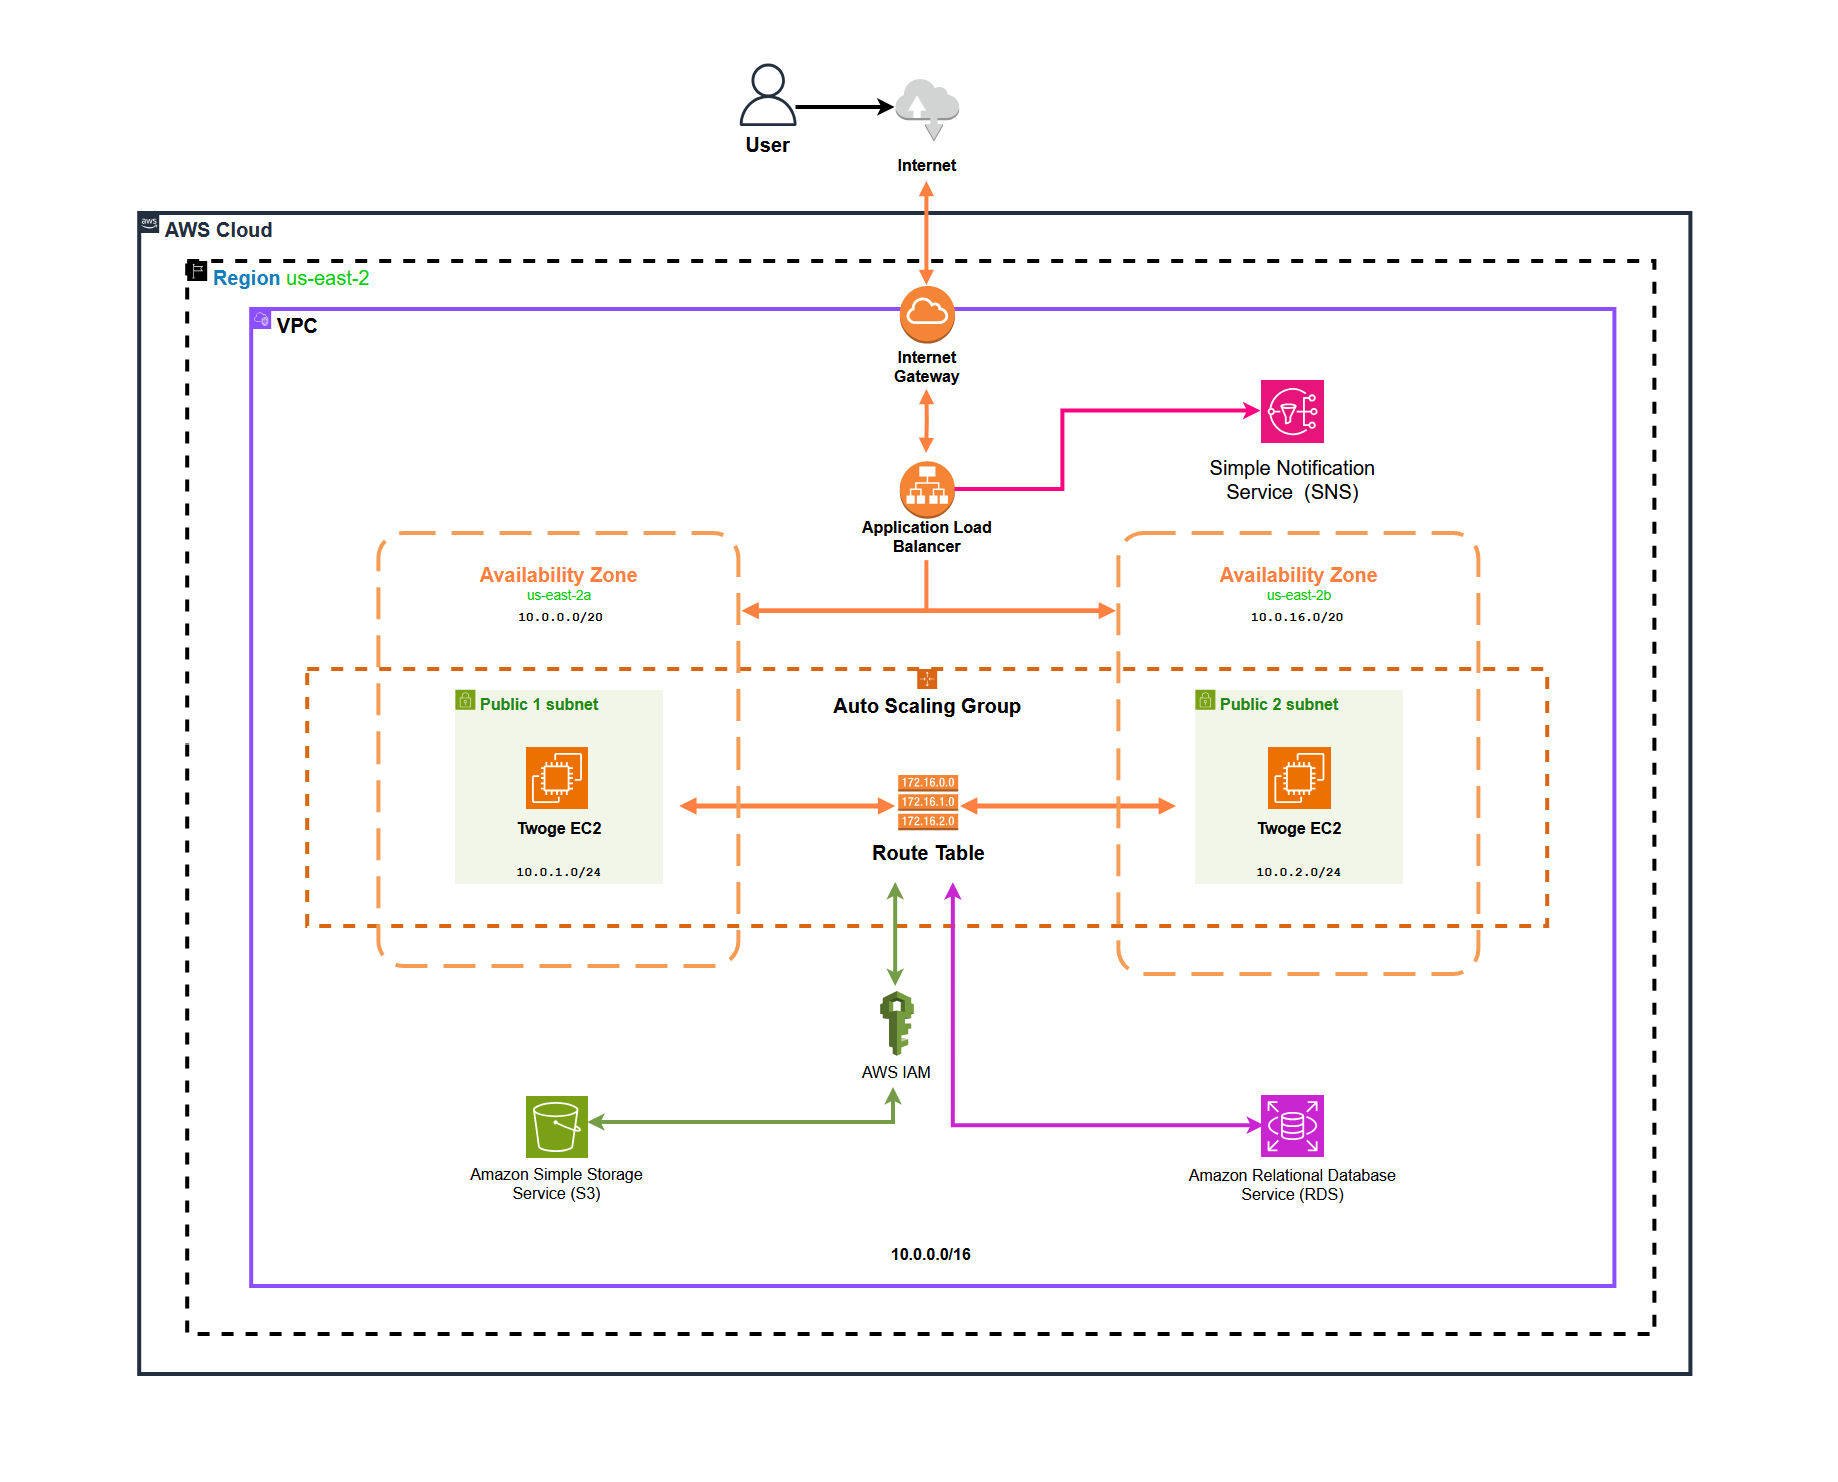 User
Internet
aws
AWS Cloud
Region us-east-2
VPC
Internet
Gateway
Simple Notification
Service (SNS)
Application Load
Balancer
Availability Zone
us-east-2a
10.0.0.0/20
Availability Zone
us-east-2b
10.0.16.0/20
Auto Scaling Group
Public 1 subnet
Twoge EC2
10.0.1.0/24
172.16.0.0
172.16.1.0
172.16.2.0
Route Table
Public 2 subnet
Twoge EC2
10.0.2.0/24
AWS IAM
Amazon Simple Storage
Service (S3)
Amazon Relational Database
Service (RDS)
10.0.0.0/16